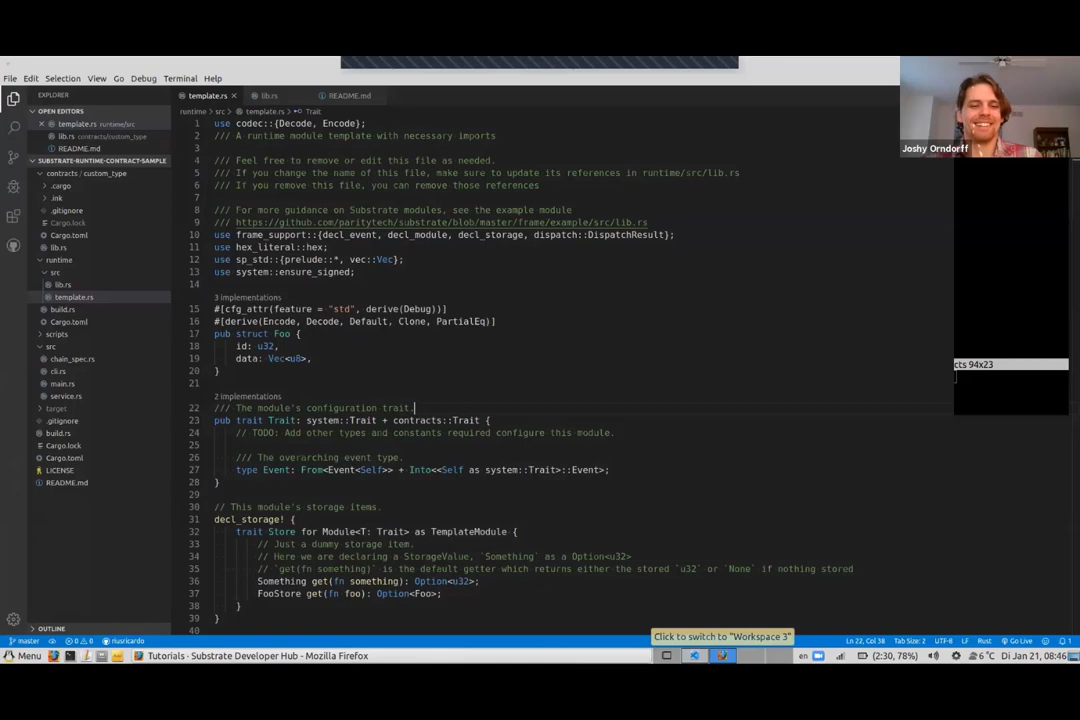 File Edit Selection View Go Debug Terminal Help
EXPLORER
OPEN EDITORS
template.rs runtime/src
lib.rs contracts/custom_type
README.md
SUBSTRATE-RUNTIME-CONTRACT-SAMPLE
contracts / custom_type
.cargo
.ink
.gitignore
Cargo.lock
Cargo.toml
lib.rs
runtime
src
lib.rs
template.rs
build.rs
Cargo.toml
scripts
src
chain_spec.rs
cli.rs
main.rs
service.rs
target
.gitignore
build.rs
Cargo.lock
Cargo.toml
LICENSE
README.md
OUTLINE
template.rs lib.rs README.md
runtime > src > template.rs > Trait
1 use codec::{Decode, Encode};
2 /// A runtime module template with necessary imports
3
4 /// Feel free to remove or edit this file as needed.
5 /// If you change the name of this file, make sure to update its references in runtime/src/lib.rs
6 /// If you remove this file, you can remove those references
7
8 /// For more guidance on Substrate modules, see the example module
9 /// https://github.com/paritytech/substrate/blob/master/frame/example/src/lib.rs
10 use frame_support::{decl_event, decl_module, decl_storage, dispatch::DispatchResult};
11 use hex_literal::hex;
12 use sp_std::{prelude::*, vec::Vec};
13 use system::ensure_signed;
14
3 implementations
15 #[cfg_attr(feature = "std", derive(Debug))]
16 #[derive(Encode, Decode, Default, Clone, PartialEq)]
17 pub struct Foo {
18 id: u32,
19 data: Vec<u8>,
20 }
21
2 implementations
22 /// The module's configuration trait.
23 pub trait Trait: system::Trait + contracts::Trait {
24 // TODO: Add other types and constants required configure this module.
25
26 /// The overarching event type.
27 type Event: From<Event<Self>> + Into<<Self as system::Trait>::Event>;
28 }
29
30 // This module's storage items.
31 decl_storage! {
32 trait Store for Module<T: Trait> as TemplateModule {
33 // Just a dummy storage item.
34 // Here we are declaring a StorageValue, `Something` as a Option<u32>
35 // `get(fn something)` is the default getter which returns either the stored `u32` or `None` if nothing stored
36 Something get(fn something): Option<u32>;
37 FooStore get(fn foo): Option<Foo>;
38 }
39 }
40
Joshy Orndorff
cts 94x23
Click to switch to "Workspace 3"
master 0 0 riusricardo Ln 22, Col 38 Tab Size: 2 UTF-8 LF Rust Go Live 1
Menu Tutorials - Substrate Developer Hub - Mozilla Firefox en (2:30, 78%) 6 °C Di Jan 21, 08:46